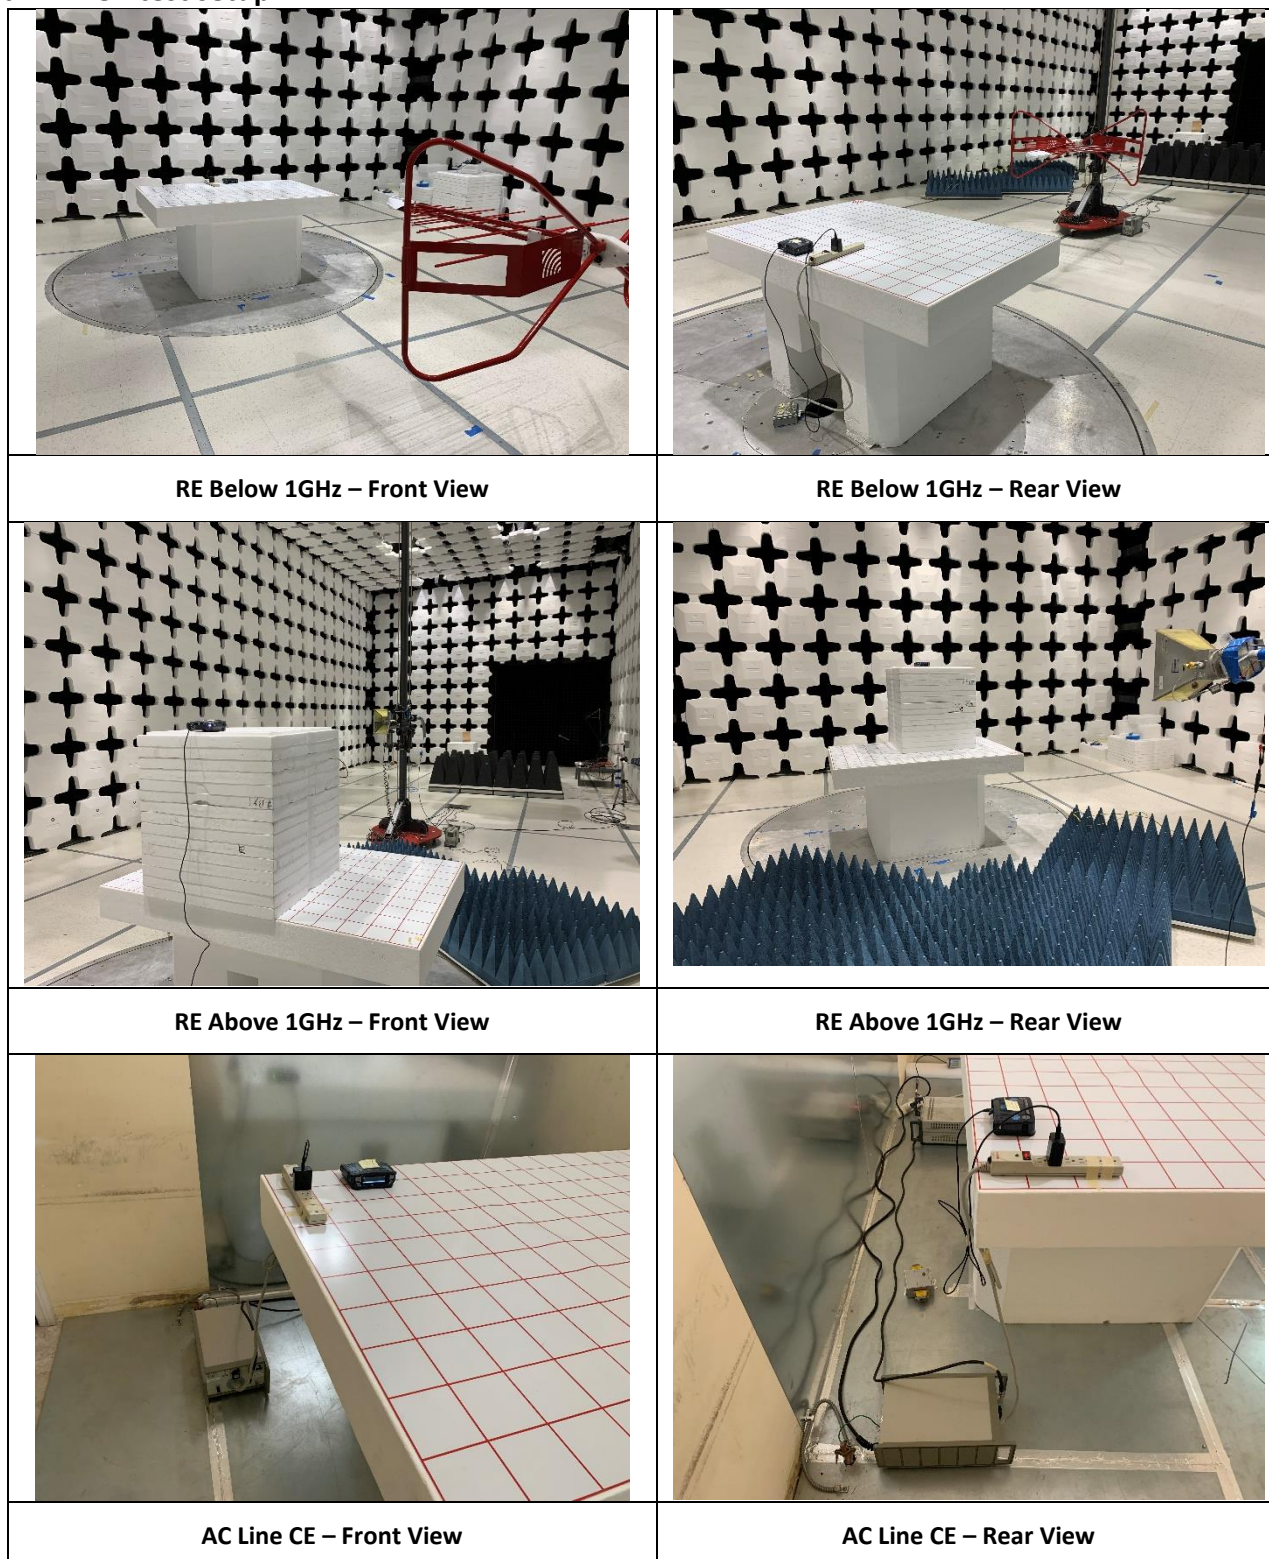 RE Below 1GHz – Front View
RE Below 1GHz – Rear View
RE Above 1GHz – Front View
RE Above 1GHz – Rear View
AC Line CE – Front View
AC Line CE – Rear View